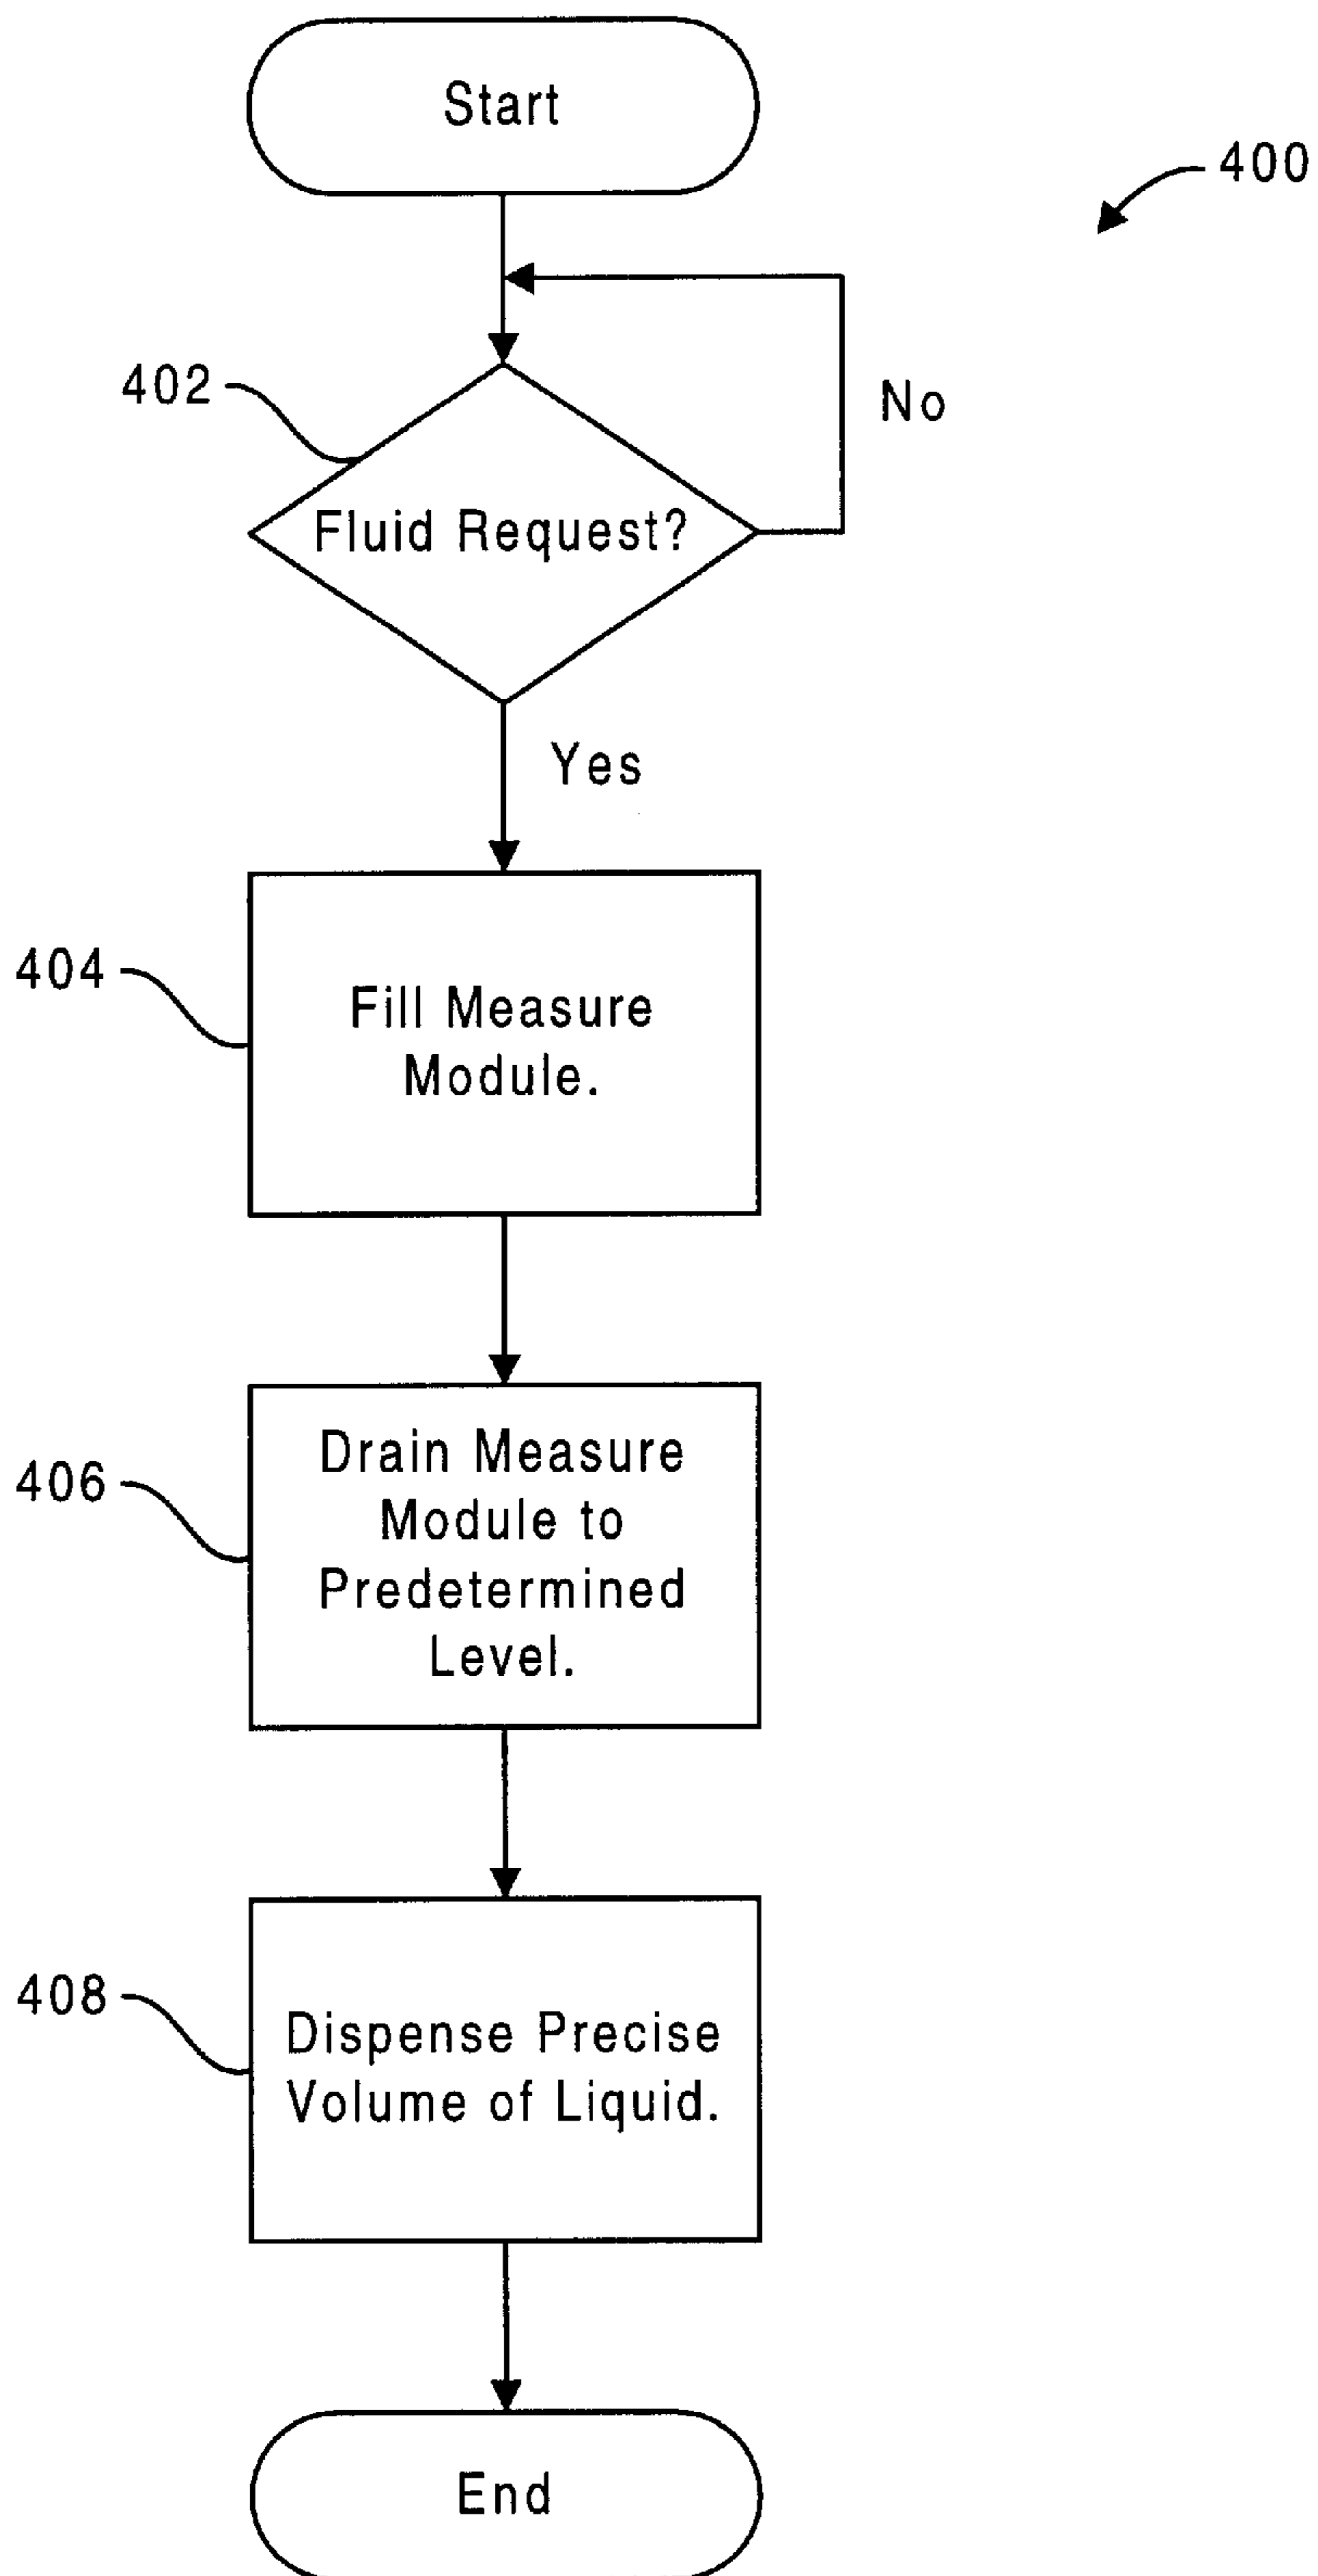 Start
400
402
No
Fluid Request?
Yes
404
Fill Measure
Module.
406
Drain Measure
Module to
Predetermined
Level.
408
Dispense Precise
Volume of Liquid.
End